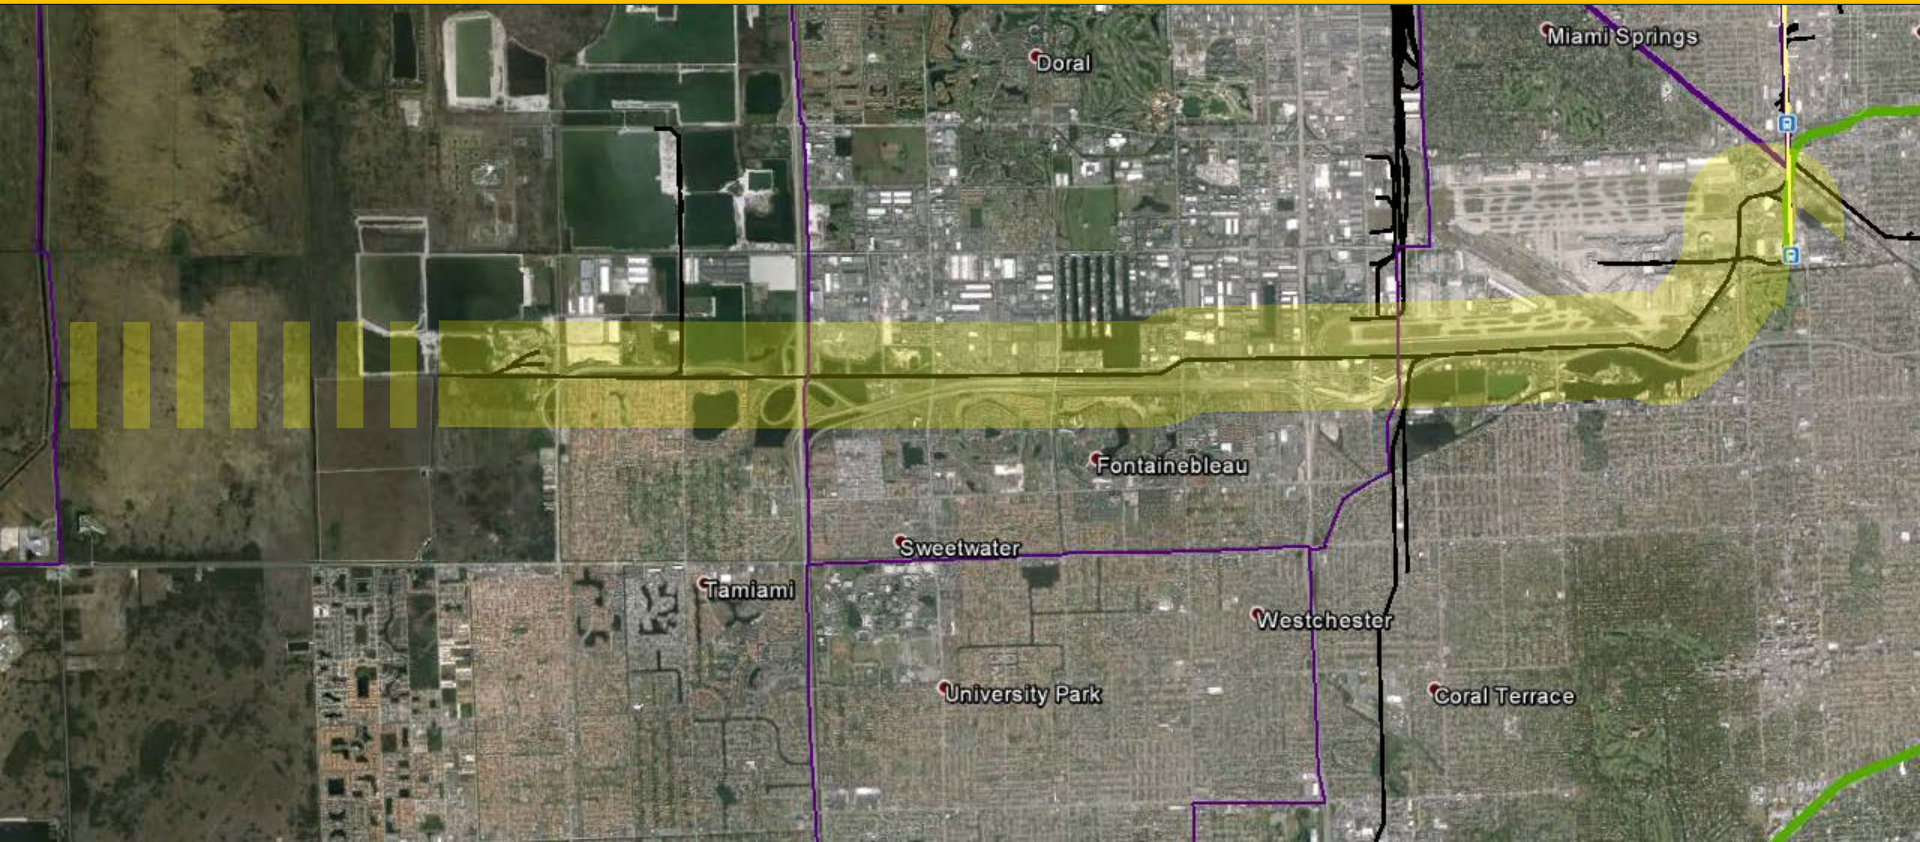 Miami Springs
Doral
Fontainebleau
Sweetwater
Tamiami
Westchester
University Park
Coral Terrace